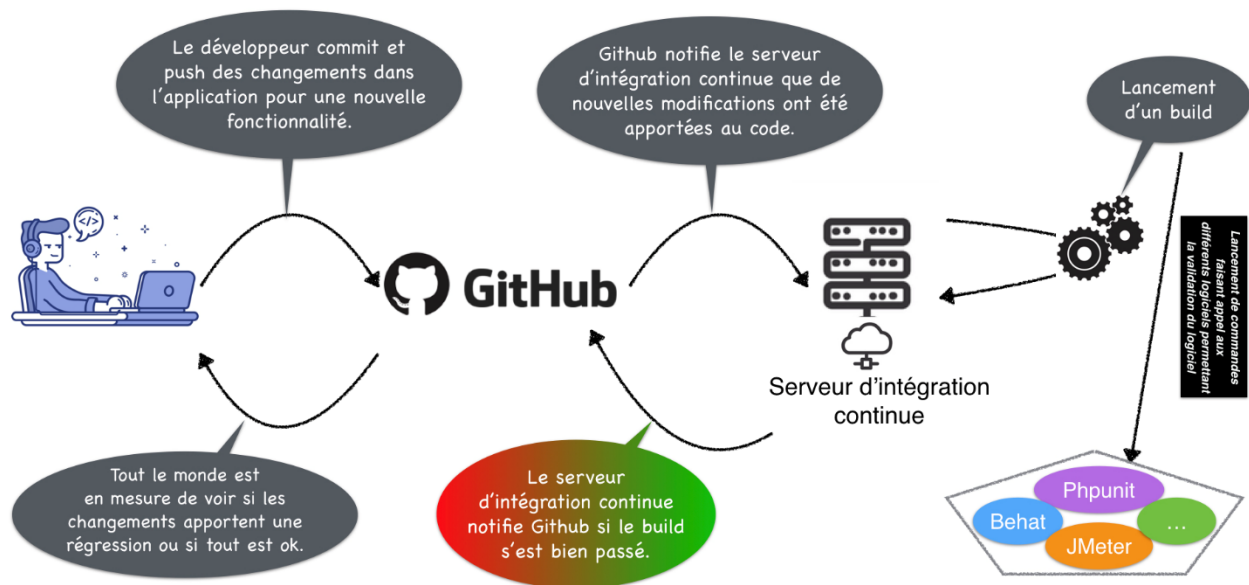 Le développeur commit et
push des changements dans
l'application pour une nouvelle
fonctionnalité.
Github notifie le serveur
d'intégration continue que de
nouvelles modifications ont été
apportées au code.
Lancement
d'un build
</>
GitHub
Serveur d'intégration
continue
Lancement de commandes
faisant appel aux
différents logiciels permettant
la validation du logiciel
Tout le monde est
en mesure de voir si les
changements apportent une
régression ou si tout est ok.
Le serveur
d'intégration continue
notifie Github si le build
s'est bien passé.
Phpunit
Behat
...
JMeter